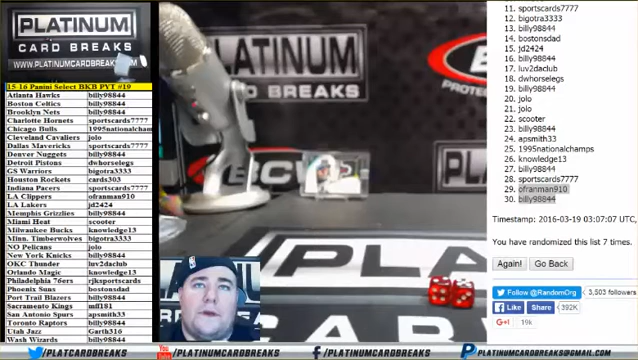 PLATINUM
CARD BREAKS
WWW.PLATINUMCARDBREAKS.COM
15-16 Panini Select BKB PYT #19
Atlanta Hawks billy98844
Boston Celtics billy98844
Brooklyn Nets billy98844
Charlotte Hornets sportscards7777
Chicago Bulls 1995nationalcham
Cleveland Cavaliers jolo
Dallas Mavericks sportscards7777
Denver Nuggets billy98844
Detroit Pistons dwhorselegs
GS Warriors bigotra3333
Houston Rockets cards303
Indiana Pacers sportscards7777
LA Clippers ofranman910
LA Lakers jd2424
Memphis Grizzlies billy98844
Miami Heat scooter
Milwaukee Bucks knowledge13
Minn. Timberwolves bigotra3333
NO Pelicans jolo
New York Knicks billy98844
OKC Thunder luv2daclub
Orlando Magic knowledge13
Philadelphia 76ers rjksportscards
Phoenix Suns bostonsdad
Port Trail Blazers billy98844
Sacramento Kings mfl181
San Antonio Spurs apsmith33
Toronto Raptors billy98844
Utah Jazz Garth316
Wash Wizards billy98844
PLATINUM
CARD BREAKS
11. sportscards7777
12. bigotra3333
13. billy98844
14. bostonsdad
15. jd2424
16. billy98844
17. luv2daclub
18. dwhorselegs
19. billy98844
20. jolo
21. jolo
22. scooter
23. billy98844
24. apsmith33
25. 1995nationalchamps
26. knowledge13
27. billy98844
28. sportscards7777
29. ofranman910
30. billy98844
Timestamp: 2016-03-19 03:07:07 UTC,
You have randomized this list 7 times.
Again! Go Back
Follow @RandomOrg 3,503 followers
Like Share 392K
G+1 19k
/PLATCARDBREAKS
You Tube /PLATINUMCARDBREAKS
/PLATINUMCARDBREAKS
PLATINUMCARDBREAKS@GMAIL.COM